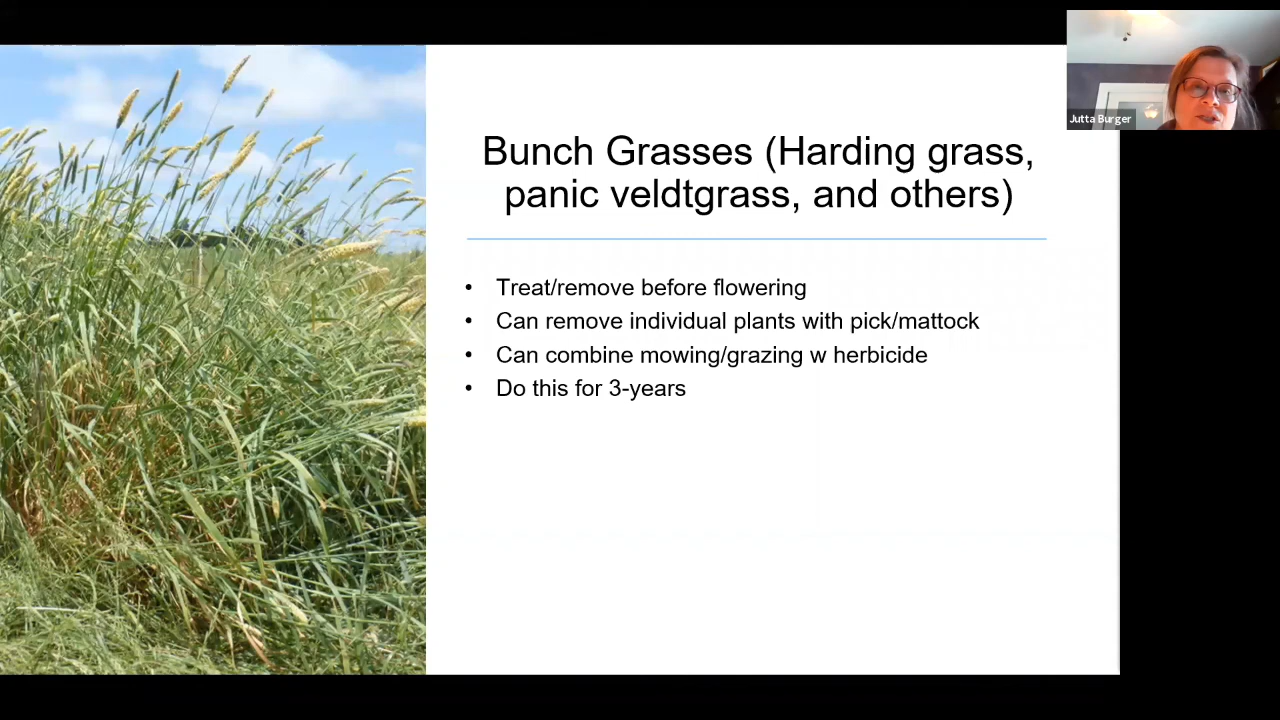 Jutta Burger
Bunch Grasses (Harding grass,
panic veldtgrass, and others)
• Treat/remove before flowering
• Can remove individual plants with pick/mattock
• Can combine mowing/grazing w herbicide
• Do this for 3-years